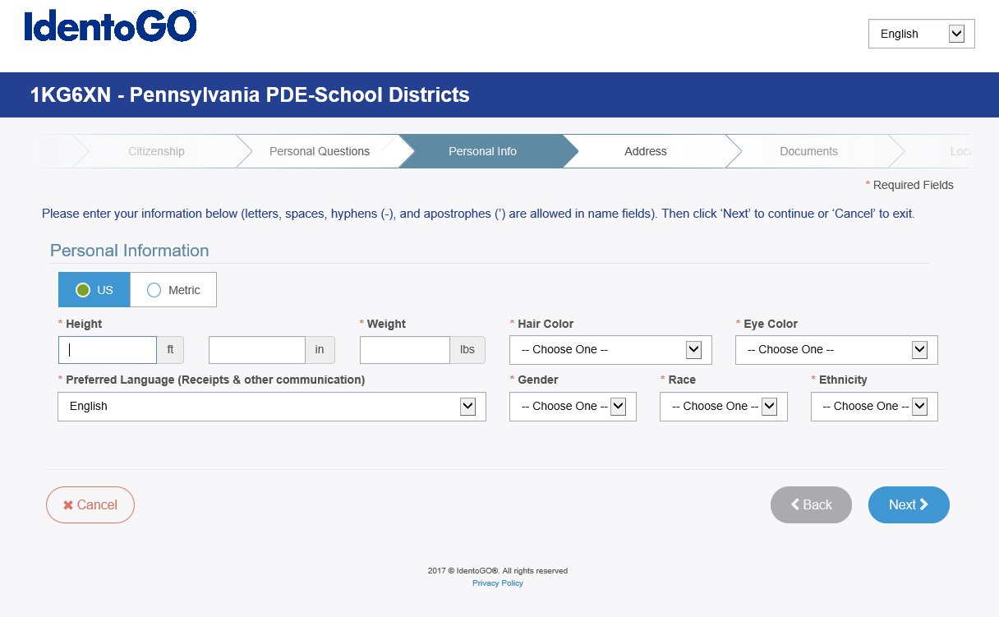 IdentoGO
English
1KG6XN - Pennsylvania PDE-School Districts
Citizenship Personal Questions Personal Info Address Documents Loca
* Required Fields
Please enter your information below (letters, spaces, hyphens (-), and apostrophes (’) are allowed in name fields). Then click ‘Next’ to continue or ‘Cancel’ to exit.
Personal Information
US Metric
* Height * Weight * Hair Color * Eye Color
ft in lbs -- Choose One -- -- Choose One --
* Preferred Language (Receipts & other communication) * Gender * Race * Ethnicity
English -- Choose One -- -- Choose One -- -- Choose One --
Cancel Back Next
2017 © IdentoGO®. All rights reserved
Privacy Policy